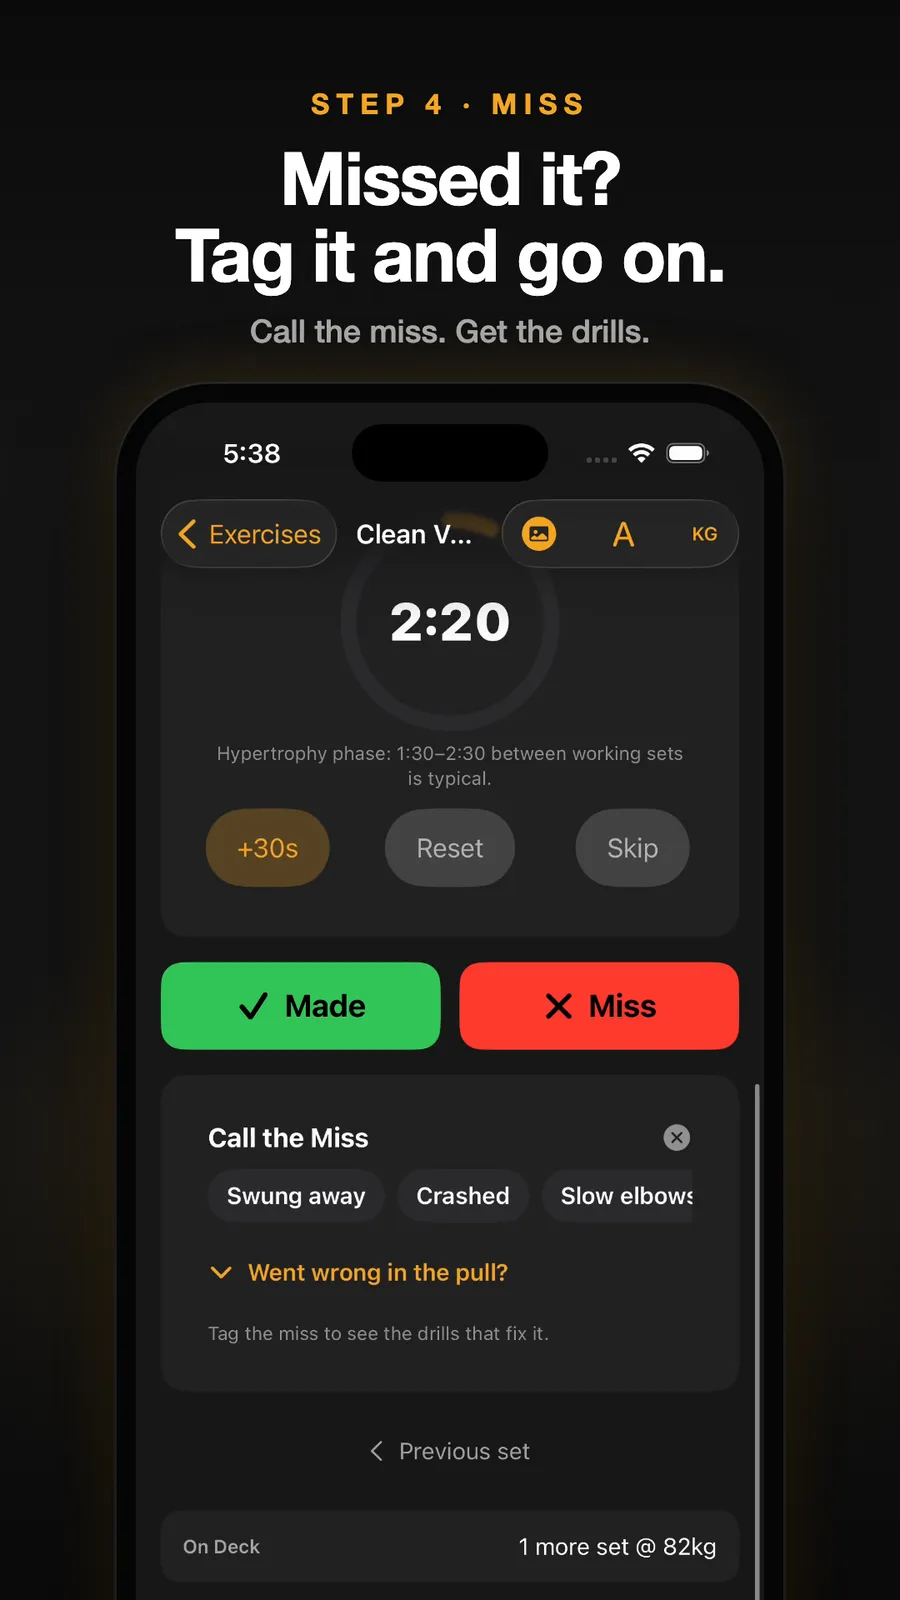 STEP 4 · MISS
Missed it?
Tag it and go on.
Call the miss. Get the drills.
5:38
Exercises
Clean V...
A
KG
2:20
Hypertrophy phase: 1:30–2:30 between working sets
is typical.
+30s
Reset
Skip
Made
Miss
Call the Miss
Swung away
Crashed
Slow elbows
Went wrong in the pull?
Tag the miss to see the drills that fix it.
Previous set
On Deck
1 more set @ 82kg